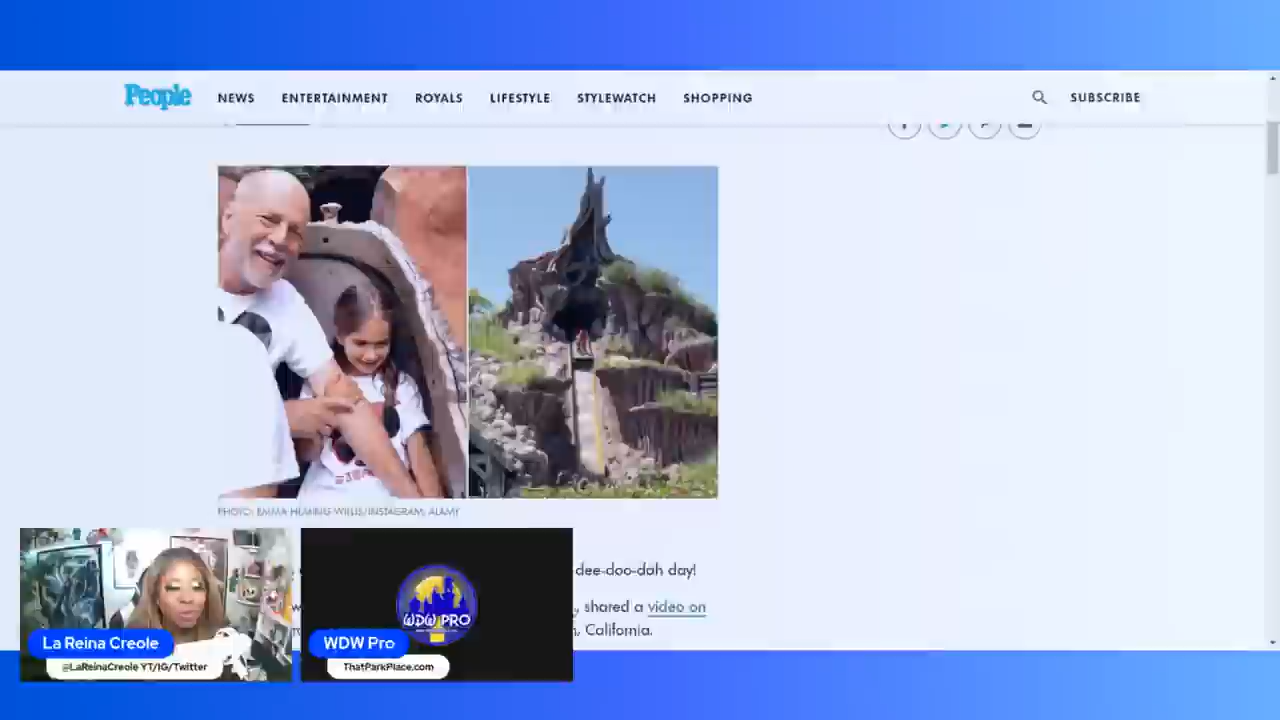 People NEWS ENTERTAINMENT ROYALS LIFESTYLE STYLEWATCH SHOPPING SUBSCRIBE
PHOTO: EMMA HEMING WILLIS/INSTAGRAM; ALAMY
-dee-doo-dah day!
, shared a video on
, California.
WDW PRO
La Reina Creole
@LaReinaCreole YT/IG/Twitter
WDW Pro
ThatParkPlace.com